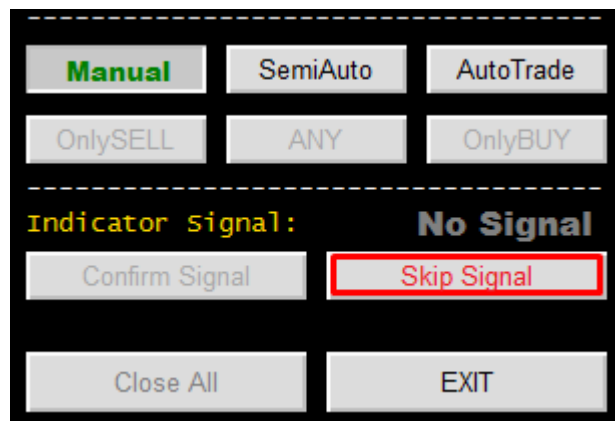 Manual SemiAuto AutoTrade
OnlySELL ANY OnlyBUY
Indicator Signal: No Signal
Confirm Signal Skip Signal
Close All EXIT